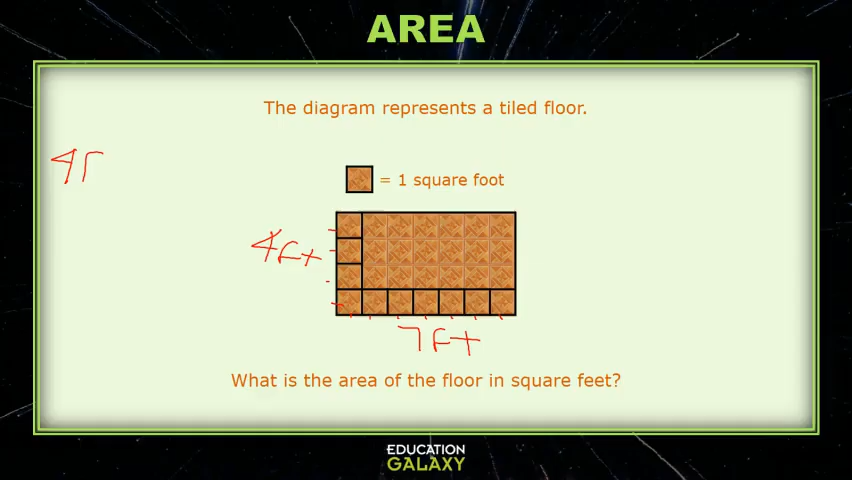 AREA
The diagram represents a tiled floor.
4f
= 1 square foot
4ft
7ft
What is the area of the floor in square feet?
EDUCATION
GALAXY